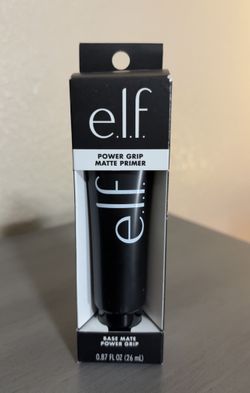 e.l.f.
POWER GRIP
MATTE PRIMER
e.l.f.
BASE MATE
POWER GRIP
0.87 FL OZ (26 mL)